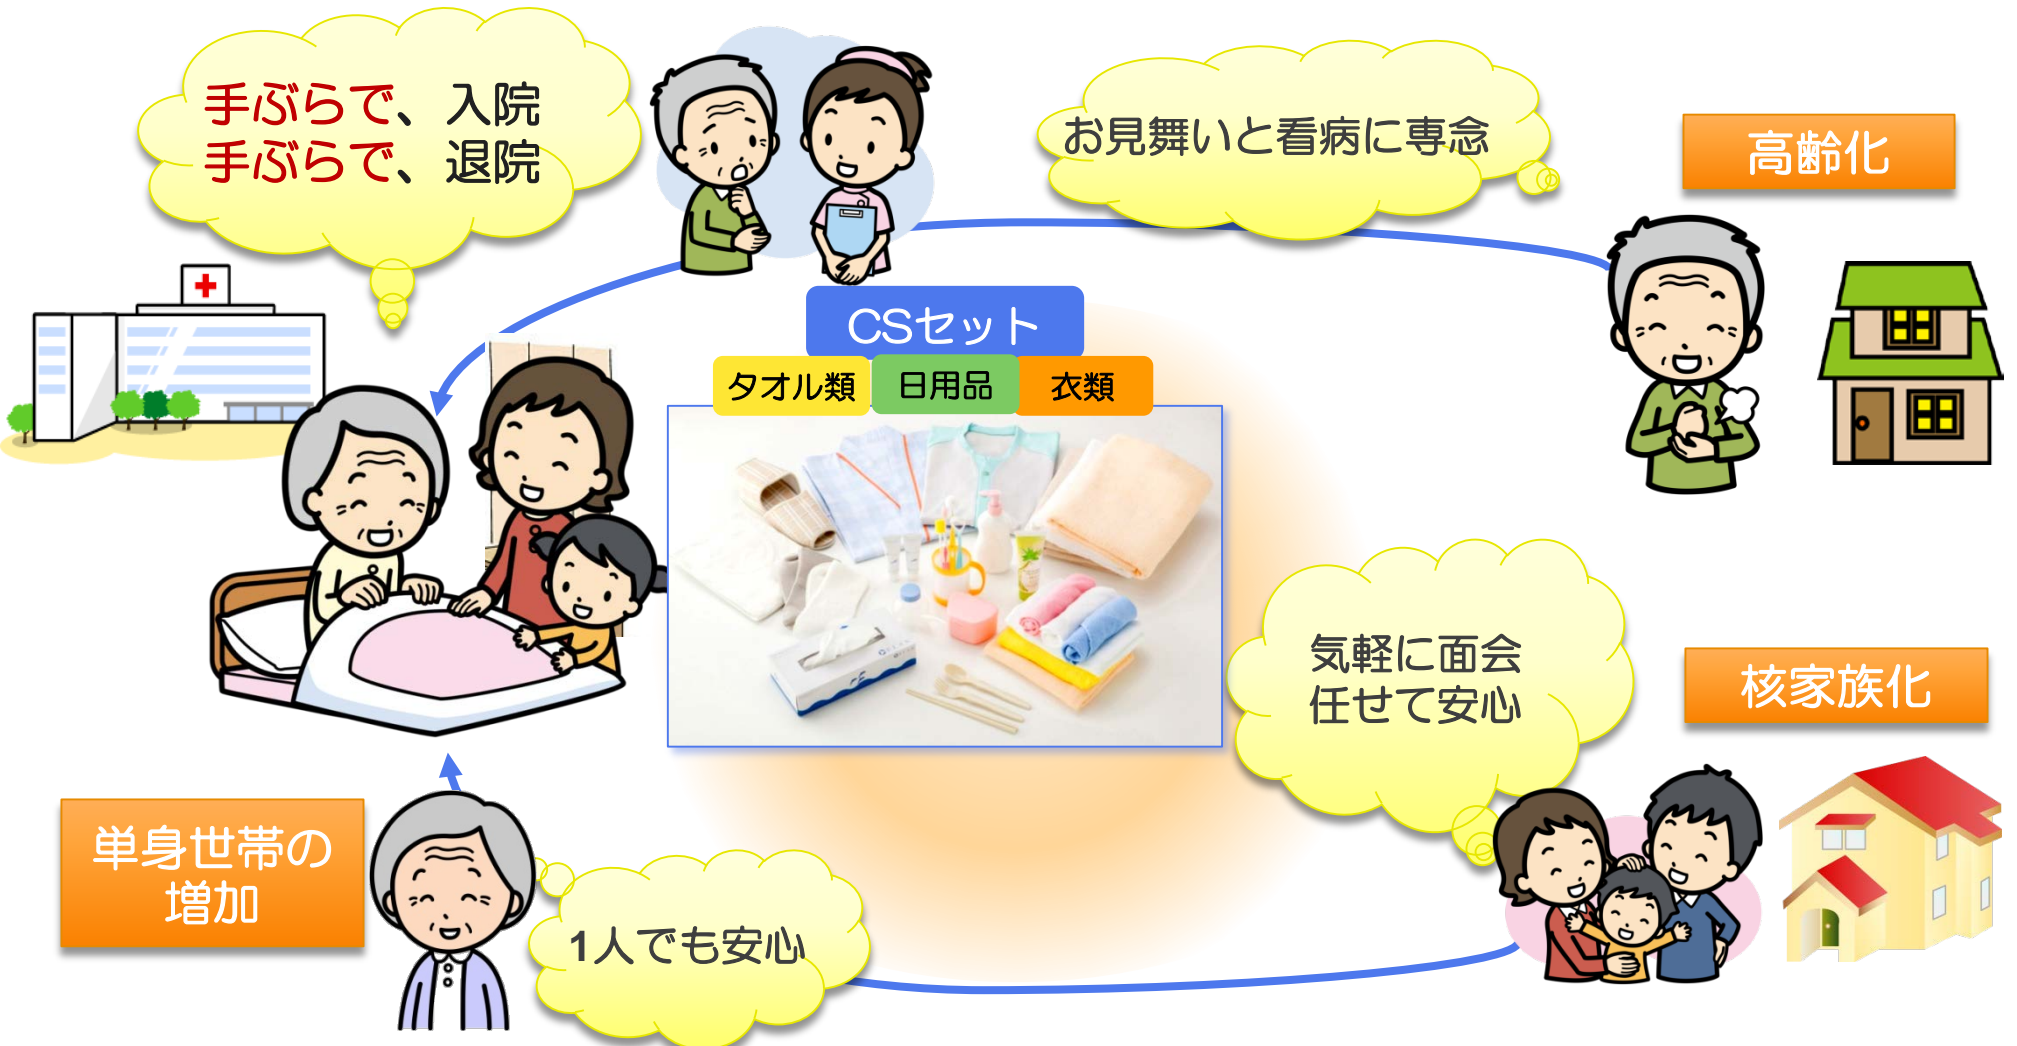 手ぶらで、入院
手ぶらで、退院
お見舞いと看病に専念
高齢化
CSセット
タオル類
日用品
衣類
気軽に面会
任せて安心
核家族化
単身世帯の
増加
1人でも安心